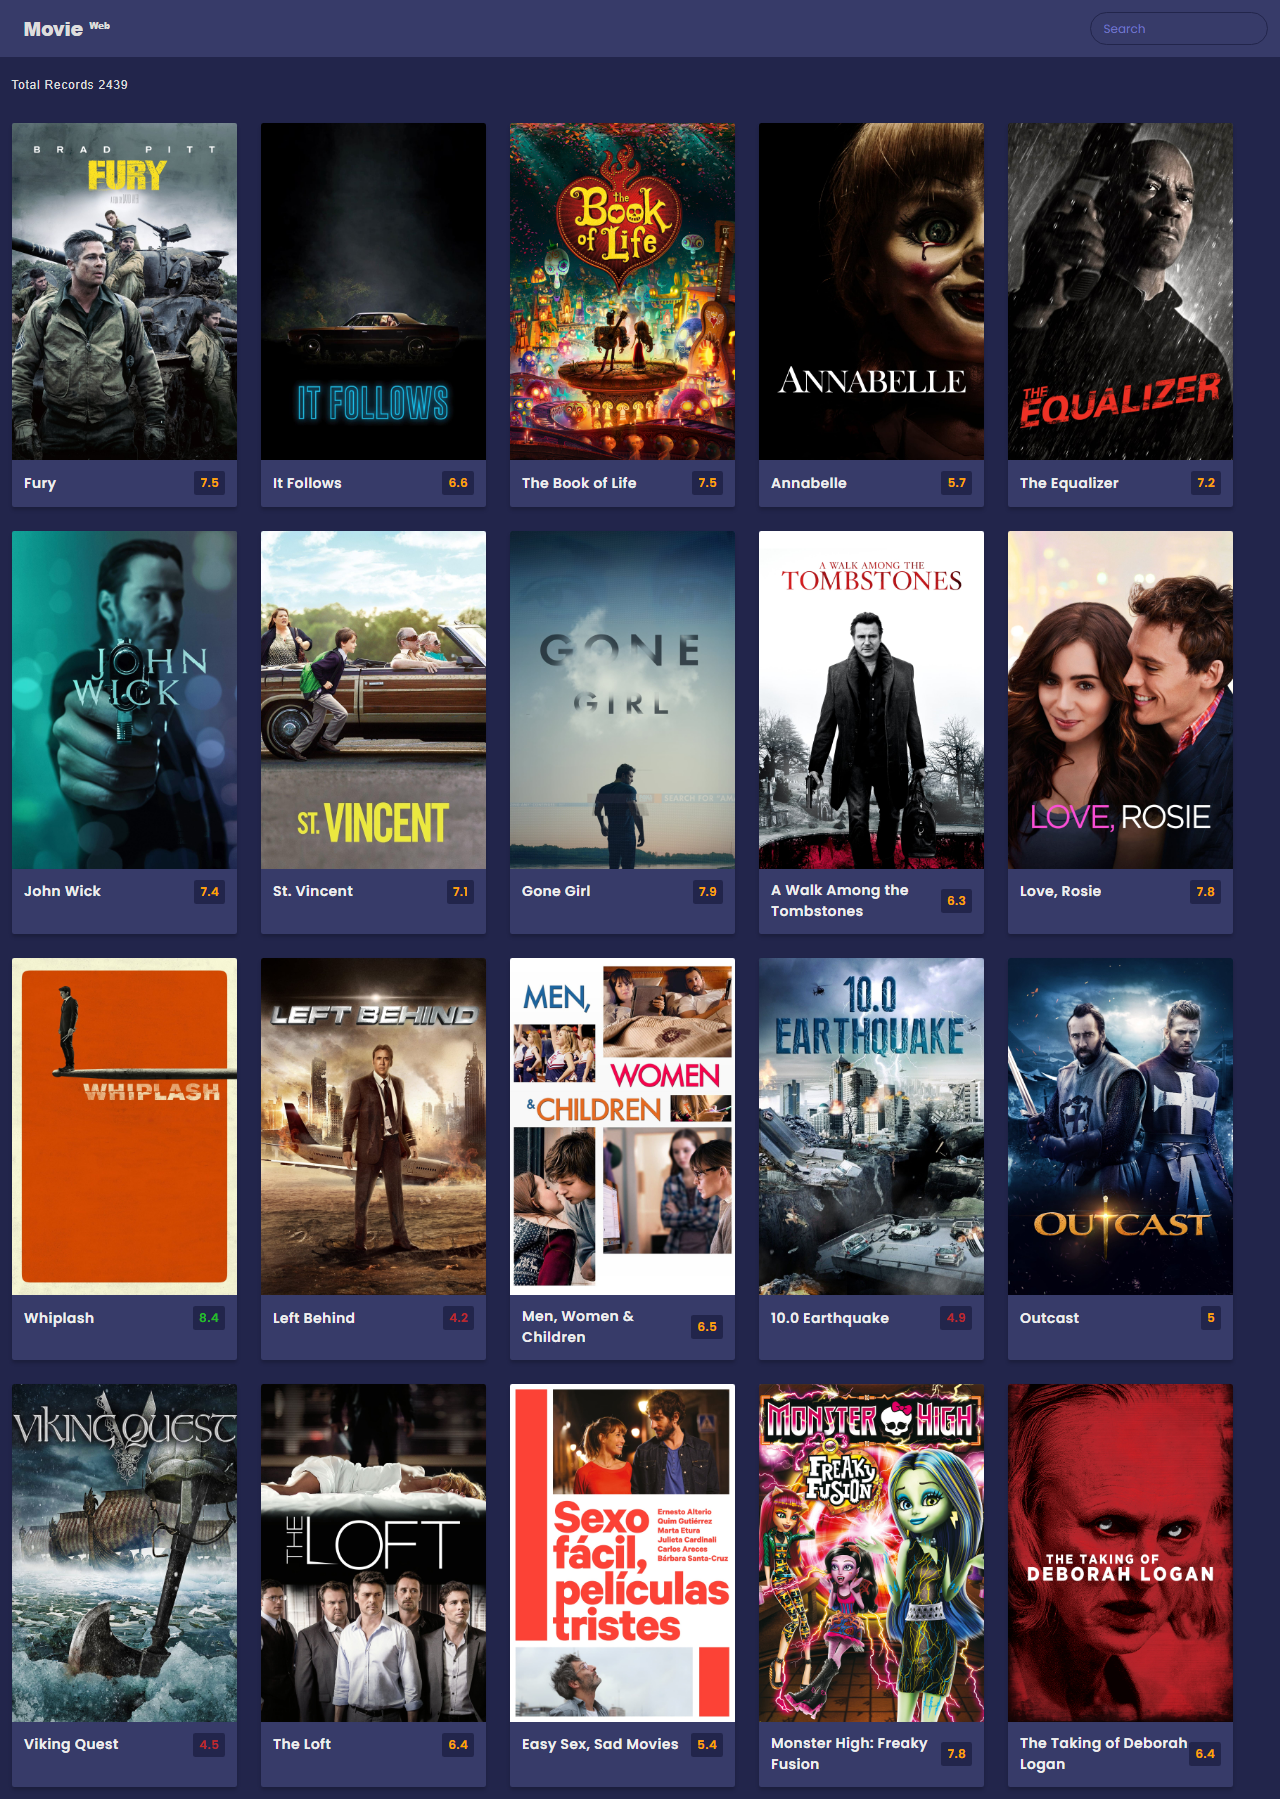 Movie Web
Search
Total Records 2439
BRAD PITT
FURY
IT FOLLOWS
the
Book
of Life
ANNABELLE
THE
EQUALIZER
Fury
7.5
It Follows
6.6
The Book of Life
7.5
Annabelle
5.7
The Equalizer
7.2
JOHN
WICK
ST. VINCENT
GONE
GIRL
A WALK AMONG THE
TOMBSTONES
LOVE, ROSIE
John Wick
7.4
St. Vincent
7.1
Gone Girl
7.9
A Walk Among the
Tombstones
6.3
Love, Rosie
7.8
WHIPLASH
LEFT BEHIND
MEN,
WOMEN
&CHILDREN
10.0
EARTHQUAKE
OUTCAST
Whiplash
8.4
Left Behind
4.2
Men, Women &
Children
6.5
10.0 Earthquake
4.9
Outcast
5
VIKING QUEST
THE LOFT
Sexo
fácil,
películas
tristes
Ernesto Alterio
Quim Gutiérrez
Marta Etura
Julieta Cardinali
Carlos Areces
Bárbara Santa-Cruz
MONSTER HIGH
FREAKY
FUSION
THE TAKING OF
DEBORAH LOGAN
Viking Quest
4.5
The Loft
6.4
Easy Sex, Sad Movies
5.4
Monster High: Freaky
Fusion
7.8
The Taking of Deborah
Logan
6.4